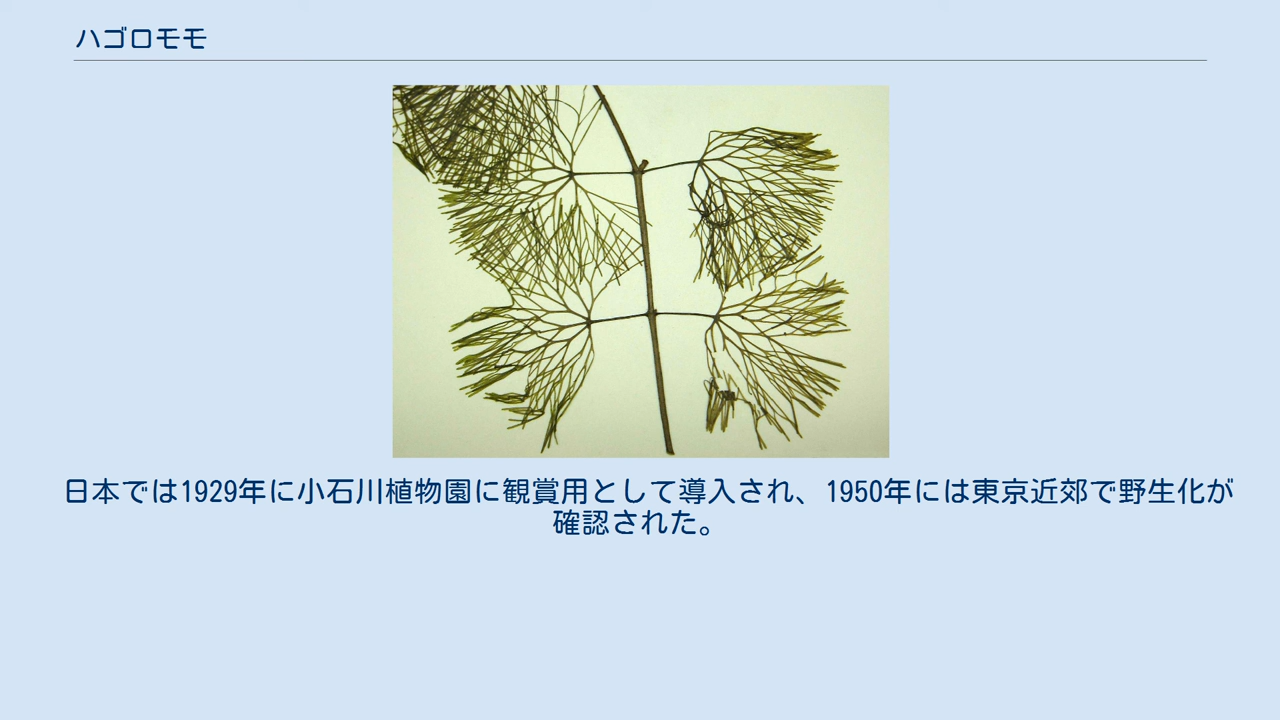 ハゴロモモ
日本では1929年に小石川植物園に観賞用として導入され、1950年には東京近郊で野生化が
確認された。